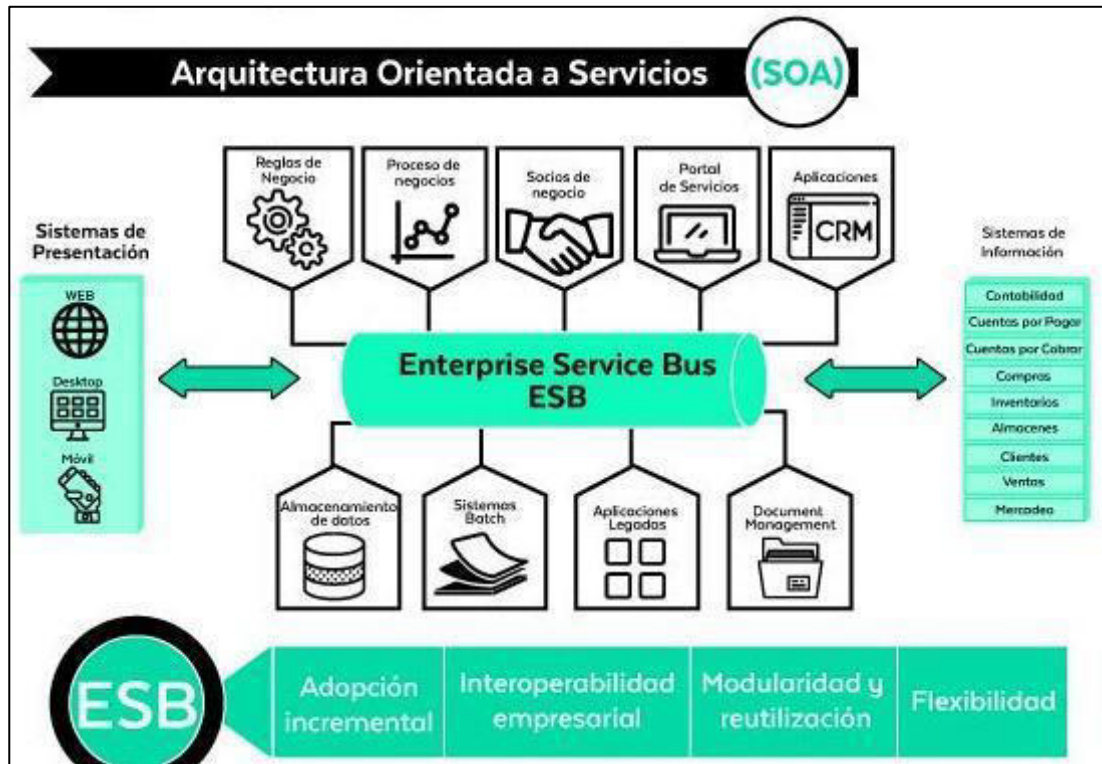 Arquitectura Orientada a Servicios
(SOA)
Reglas de
Negocio
Proceso de
negocios
Socios de
negocio
Portal
de Servicios
Aplicaciones
CRM
Sistemas de
Presentación
WEB
Desktop
Móvil
Enterprise Service Bus
ESB
Sistemas de
Información
Contabilidad
Cuentas por Pagar
Cuentas por Cobrar
Compras
Inventarios
Almacenes
Clientes
Ventas
Mercadeo
Almacenamiento
de datos
Sistemas
Batch
Aplicaciones
Legadas
Document
Management
ESB
Adopción
incremental
Interoperabilidad
empresarial
Modularidad y
reutilización
Flexibilidad